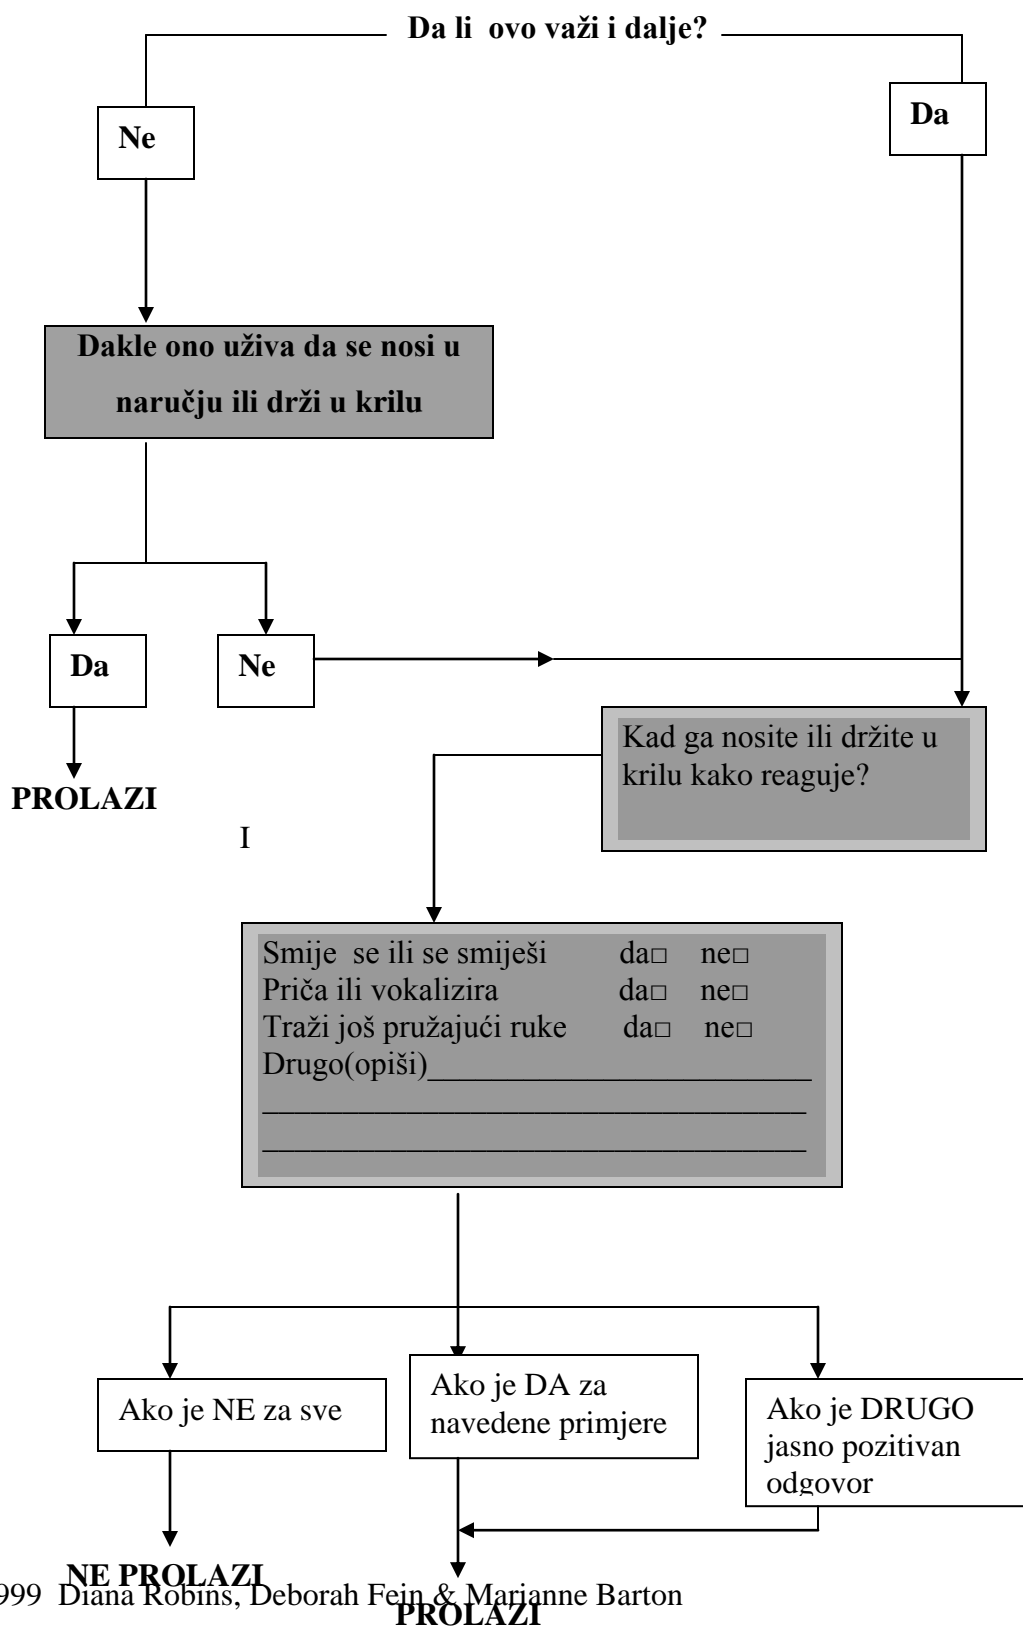 Da li ovo važi i dalje?
Da
Ne
Dakle ono uživa da se nosi u
naručju ili drži u krilu
Da
Ne
Kad ga nosite ili držite u
krilu kako reaguje?
PROLAZI
I
Smije se ili se smiješi da□ ne□
Priča ili vokalizira da□ ne□
Traži još pružajući ruke da□ ne□
Drugo(opiši)________________________
__________________________________
__________________________________
Ako je NE za sve
Ako je DA za
navedene primjere
Ako je DRUGO
jasno pozitivan
odgovor
NE PROLAZI
999 Diana Robins, Deborah Fein & Marianne Barton
PROLAZI